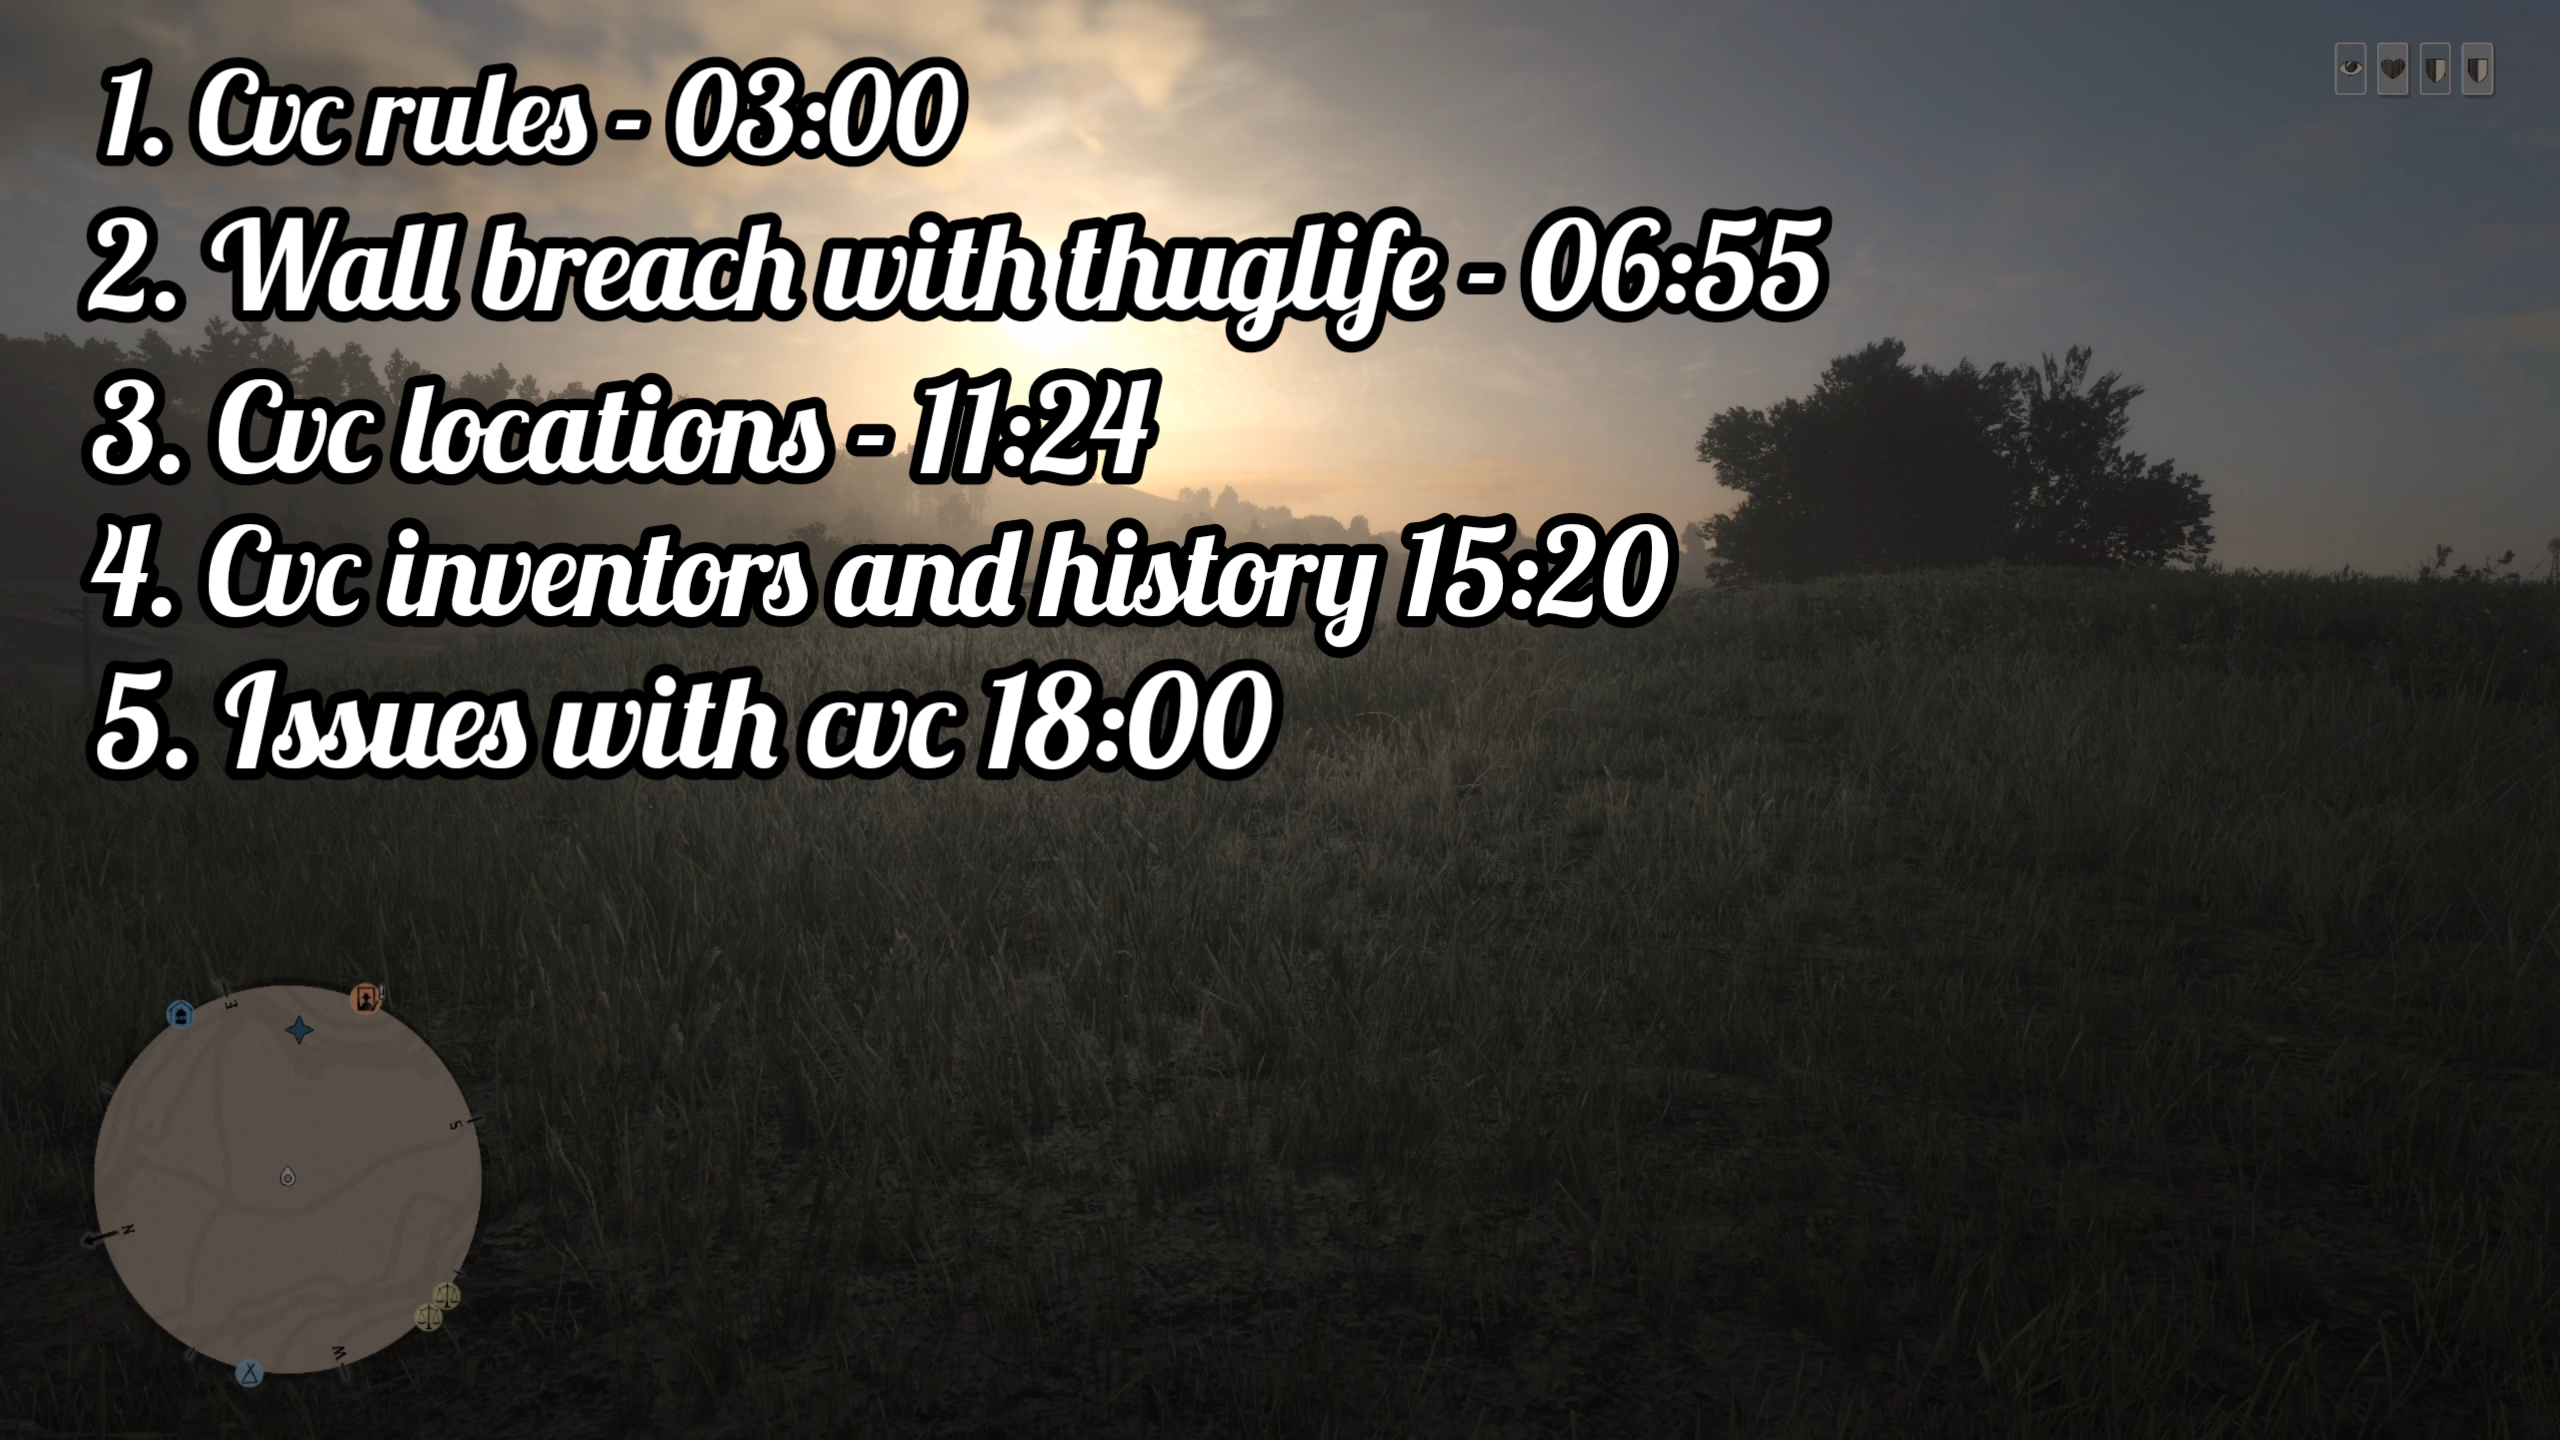 1. Cvc rules - 03:00
2. Wall breach with thuglife - 06:55
3. Cvc locations - 11:24
4. Cvc inventors and history 15:20
5. Issues with cvc 18:00
E
S
N
W